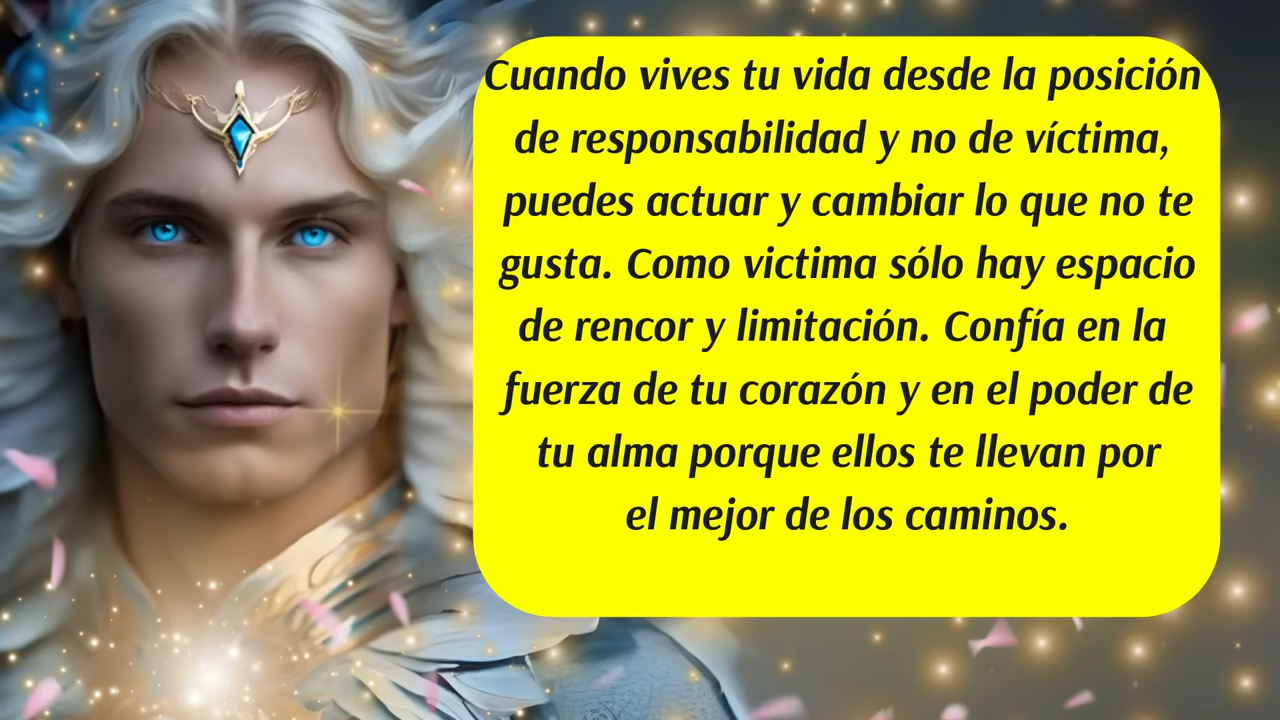 Cuando vives tu vida desde la posición
de responsabilidad y no de víctima,
puedes actuar y cambiar lo que no te
gusta. Como victima sólo hay espacio
de rencor y limitación. Confía en la
fuerza de tu corazón y en el poder de
tu alma porque ellos te llevan por
el mejor de los caminos.